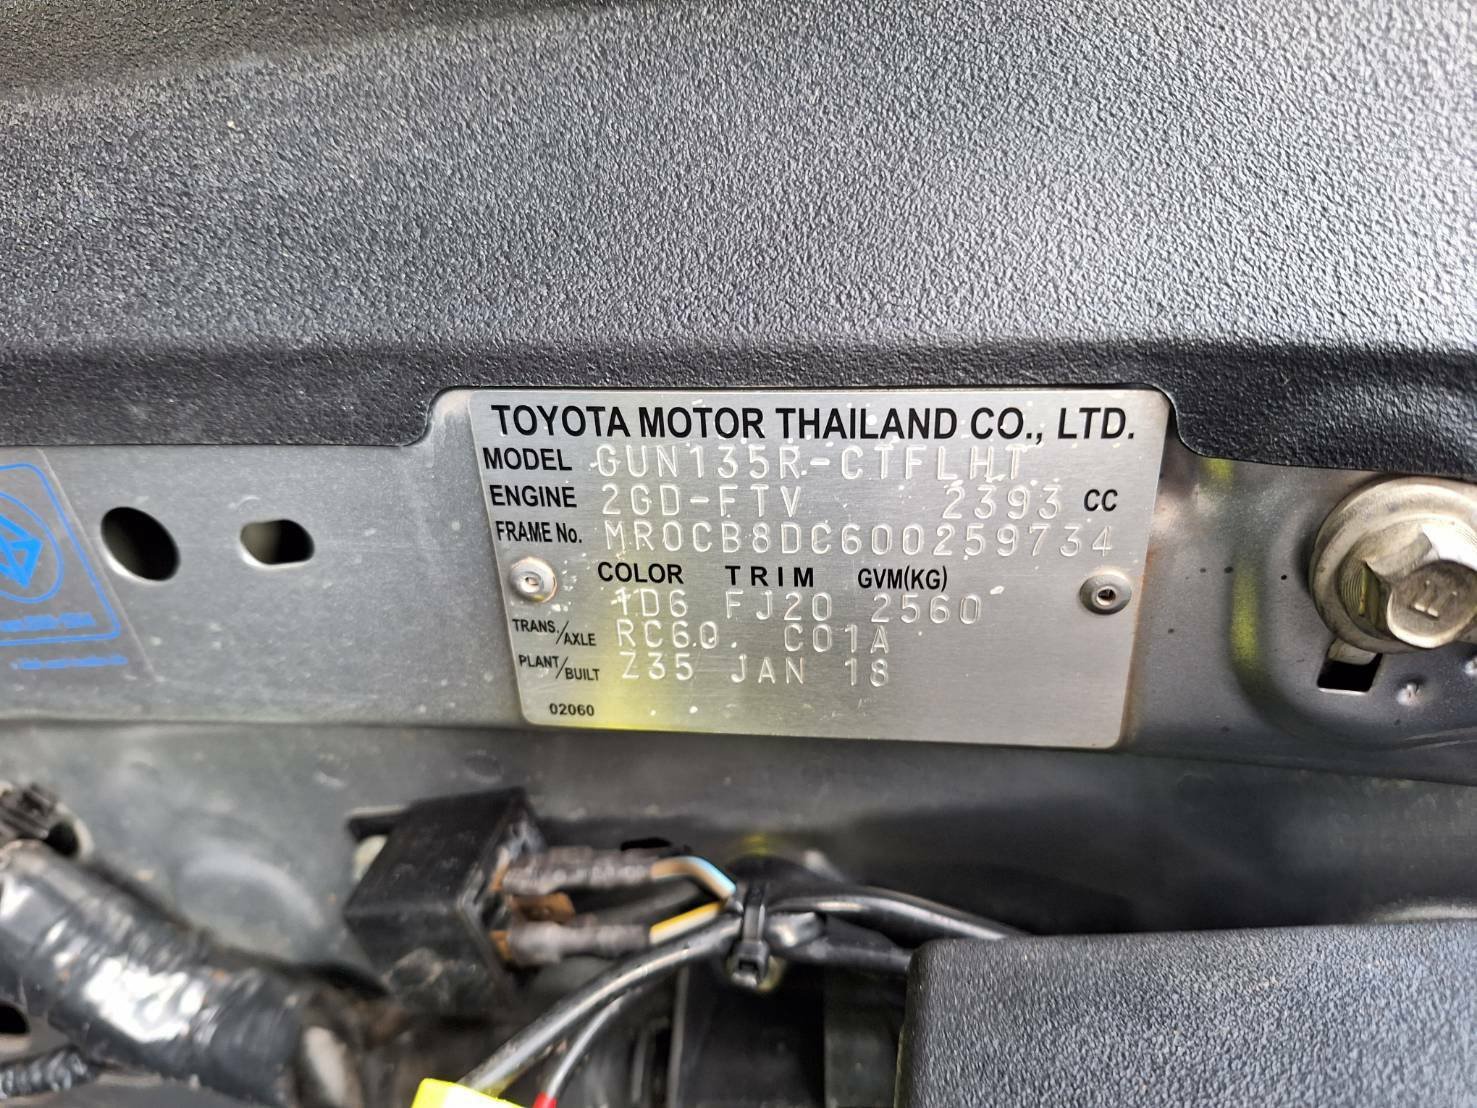 TOYOTA MOTOR THAILAND CO., LTD.
MODEL GUN135R-CTFLHT
ENGINE 2GD-FTV 2393 CC
FRAME No. MR0CB8DC600259734
COLOR TRIM GVM(KG)
1D6 FJ20 2560
TRANS./AXLE RC60. C01A
PLANT/BUILT Z35 JAN 18
02060